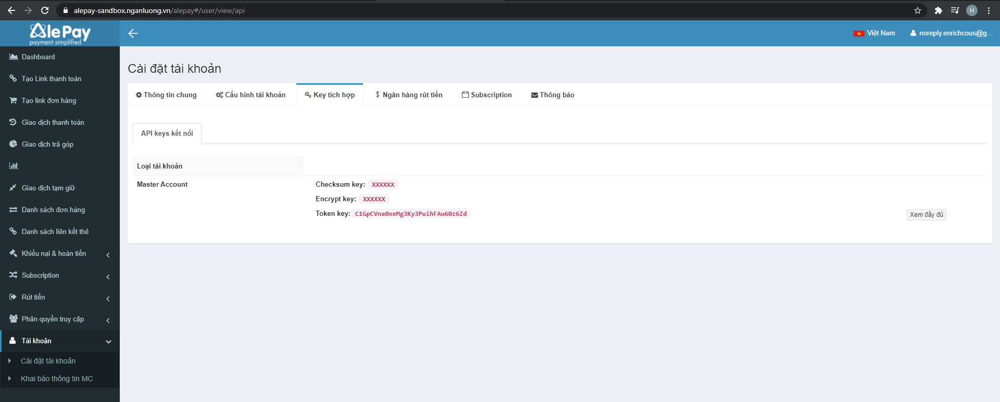 alepay-sandbox.nganluong.vn/alepay#/user/view/api
H
AlePay
payment simplified
Việt Nam
noreply.enrichcous@g...
Dashboard
Tạo Link thanh toán
Tạo link đơn hàng
Giao dịch thanh toán
Giao dịch trả góp
Giao dịch tạm giữ
Danh sách đơn hàng
Danh sách liên kết thẻ
Khiếu nại & hoàn tiền
Subscription
Rút tiền
Phân quyền truy cập
Tài khoản
Cài đặt tài khoản
Khai báo thông tin MC
Cài đặt tài khoản
Thông tin chung
Cấu hình tài khoản
Key tích hợp
$ Ngân hàng rút tiền
Subscription
Thông báo
API keys kết nối
Loại tài khoản
Master Account
Checksum key: XXXXXX
Encrypt key: XXXXXX
Token key: C1GpCVna0xeMg3Ky3PuihFAu60z6Zd
Xem đầy đủ